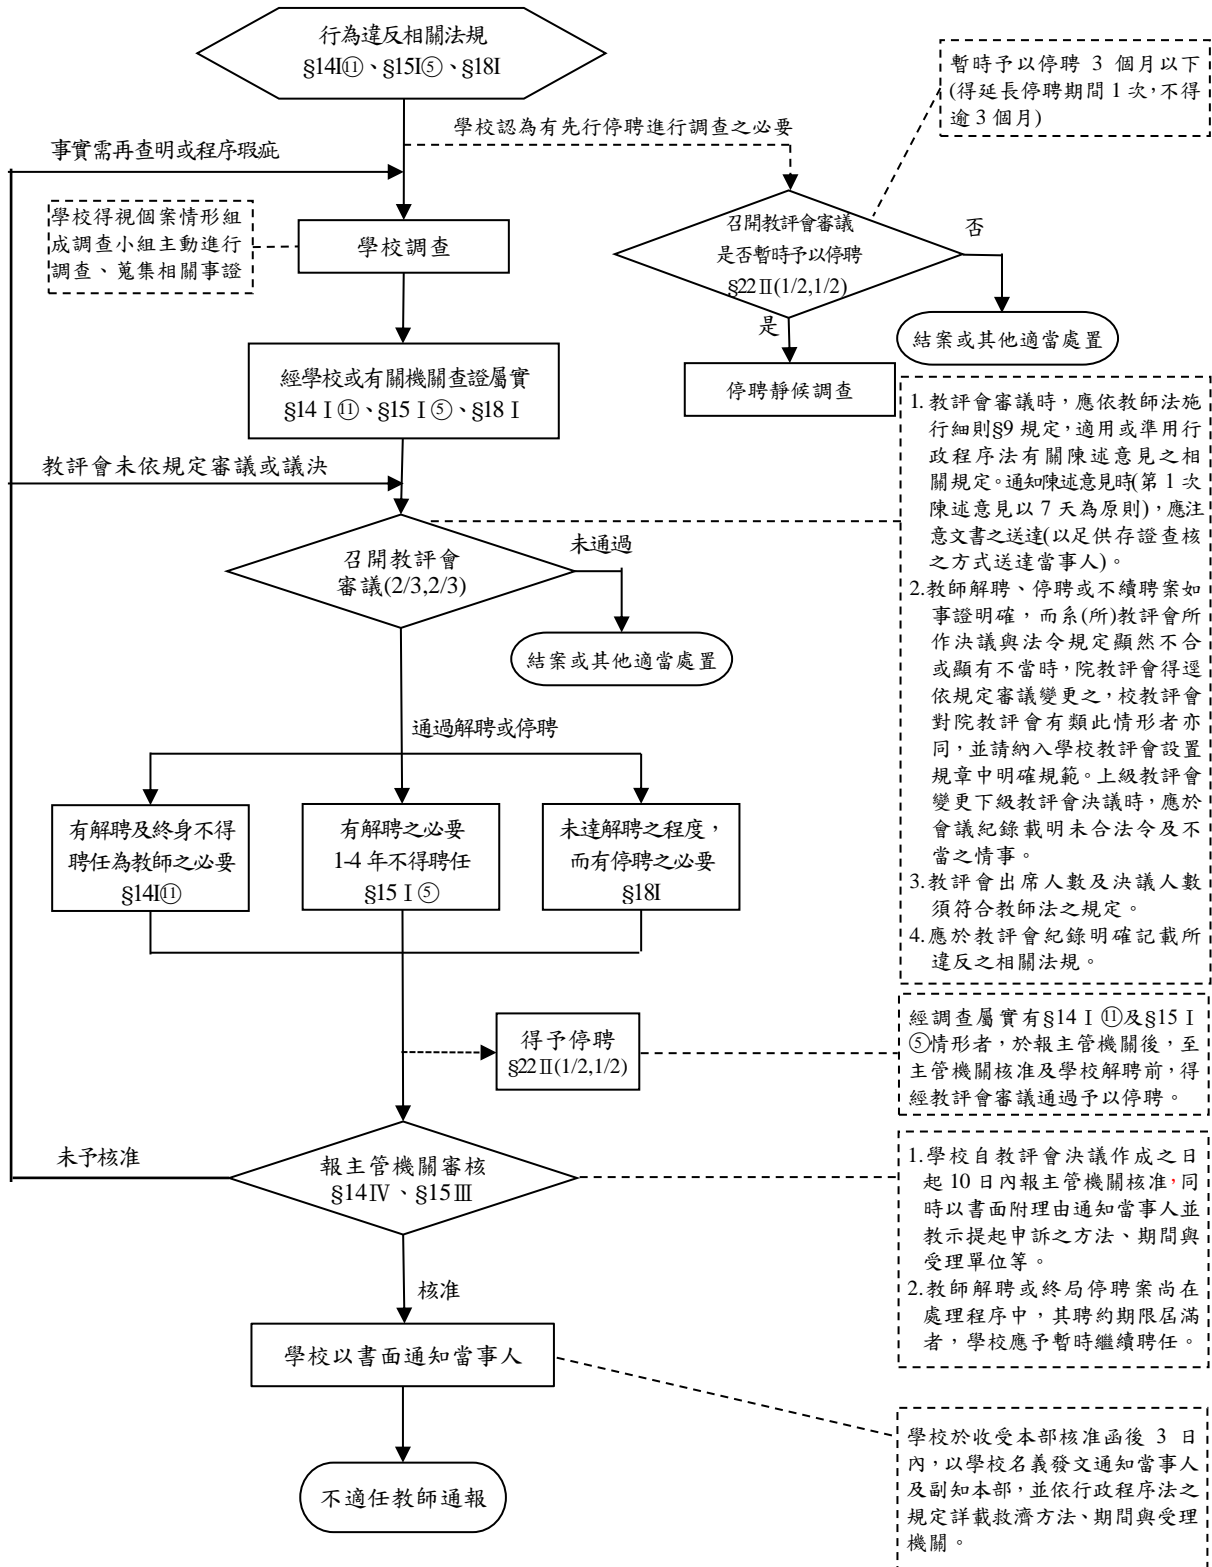 行為違反相關法規
§14I⑪、§15I⑤、§18I
暫時予以停聘 3 個月以下
(得延長停聘期間 1 次，不得
逾 3 個月)
學校認為有先行停聘進行調查之必要
事實需再查明或程序瑕疵
學校得視個案情形組
成調查小組主動進行
調查、蒐集相關事證
學校調查
召開教評會審議
是否暫時予以停聘
§22Ⅱ(1/2,1/2)
否
是
結案或其他適當處置
停聘靜候調查
經學校或有關機關查證屬實
§14Ⅰ⑪、§15Ⅰ⑤、§18Ⅰ
教評會未依規定審議或議決
召開教評會
審議(2/3,2/3)
未通過
結案或其他適當處置
1. 教評會審議時，應依教師法施
行細則§9 規定，適用或準用行
政程序法有關陳述意見之相
關規定。通知陳述意見時(第 1 次
陳述意見以 7 天為原則)，應注
意文書之送達(以足供存證查核
之方式送達當事人)。
2.教師解聘、停聘或不續聘案如
事證明確，而系(所)教評會所
作決議與法令規定顯然不合
或顯有不當時，院教評會得逕
依規定審議變更之，校教評會
對院教評會有類此情形者亦
同，並請納入學校教評會設置
規章中明確規範。上級教評會
變更下級教評會決議時，應於
會議紀錄載明未合法令及不
當之情事。
3.教評會出席人數及決議人數
須符合教師法之規定。
4.應於教評會紀錄明確記載所
違反之相關法規。
通過解聘或停聘
有解聘及終身不得
聘任為教師之必要
§14I⑪
有解聘之必要
1-4 年不得聘任
§15Ⅰ⑤
未達解聘之程度，
而有停聘之必要
§18I
得予停聘
§22Ⅱ(1/2,1/2)
經調查屬實有§14Ⅰ⑪及§15Ⅰ
⑤情形者，於報主管機關後，至
主管機關核准及學校解聘前，得
經教評會審議通過予以停聘。
未予核准
報主管機關審核
§14Ⅳ、§15Ⅲ
1.學校自教評會決議作成之日
起 10 日內報主管機關核准，同
時以書面附理由通知當事人並
教示提起申訴之方法、期間與
受理單位等。
2.教師解聘或終局停聘案尚在
處理程序中，其聘約期限屆滿
者，學校應予暫時繼續聘任。
核准
學校以書面通知當事人
學校於收受本部核准函後 3 日
內，以學校名義發文通知當事人
及副知本部，並依行政程序法之
規定詳載救濟方法、期間與受理
機關。
不適任教師通報